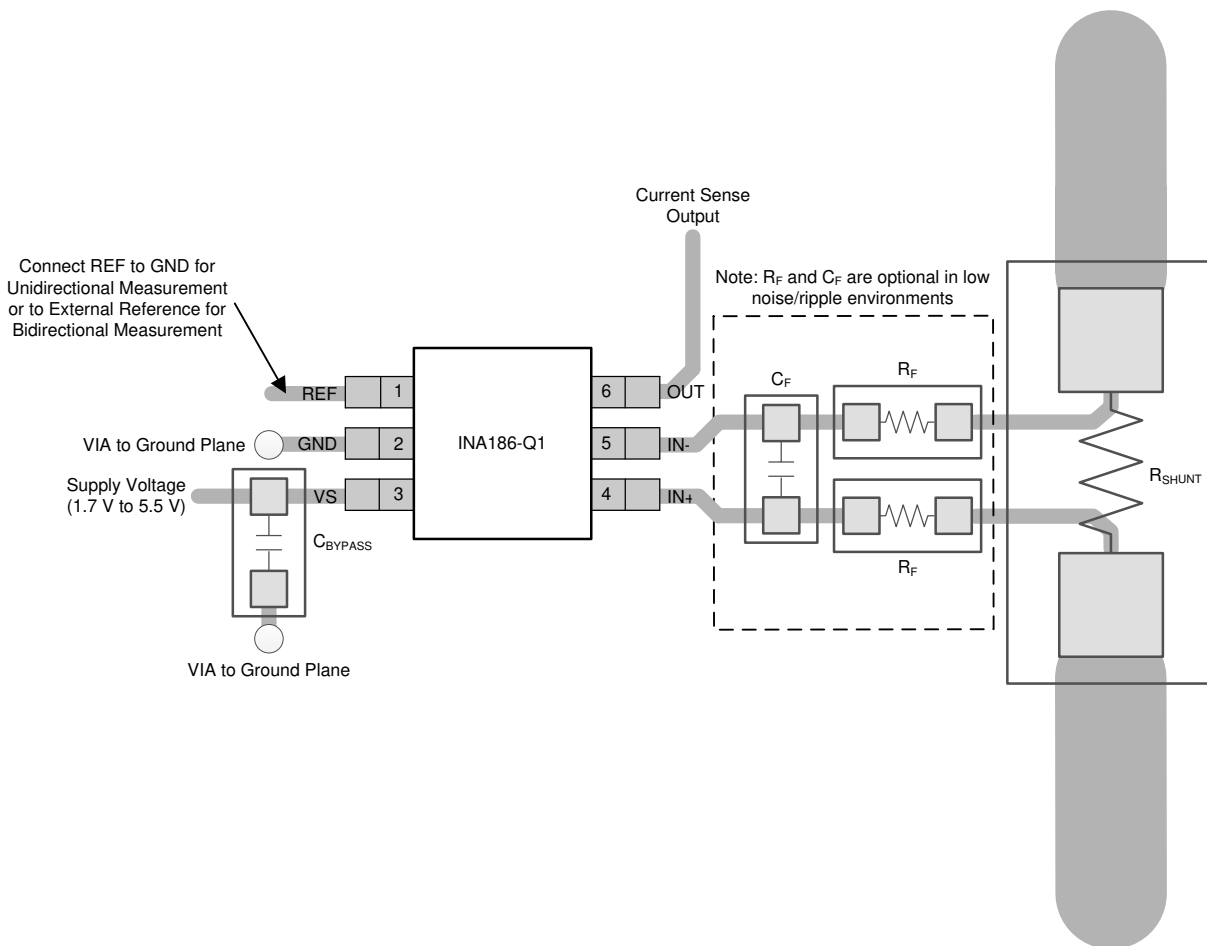 Current Sense
Output
Connect REF to GND for
Unidirectional Measurement
or to External Reference for
Bidirectional Measurement
Note: RF and CF are optional in low
noise/ripple environments
REF
1
6
OUT
CF
RF
VIA to Ground Plane
GND
2
INA186-Q1
5
IN-
Supply Voltage
(1.7 V to 5.5 V)
VS
3
4
IN+
RSHUNT
CBYPASS
RF
VIA to Ground Plane